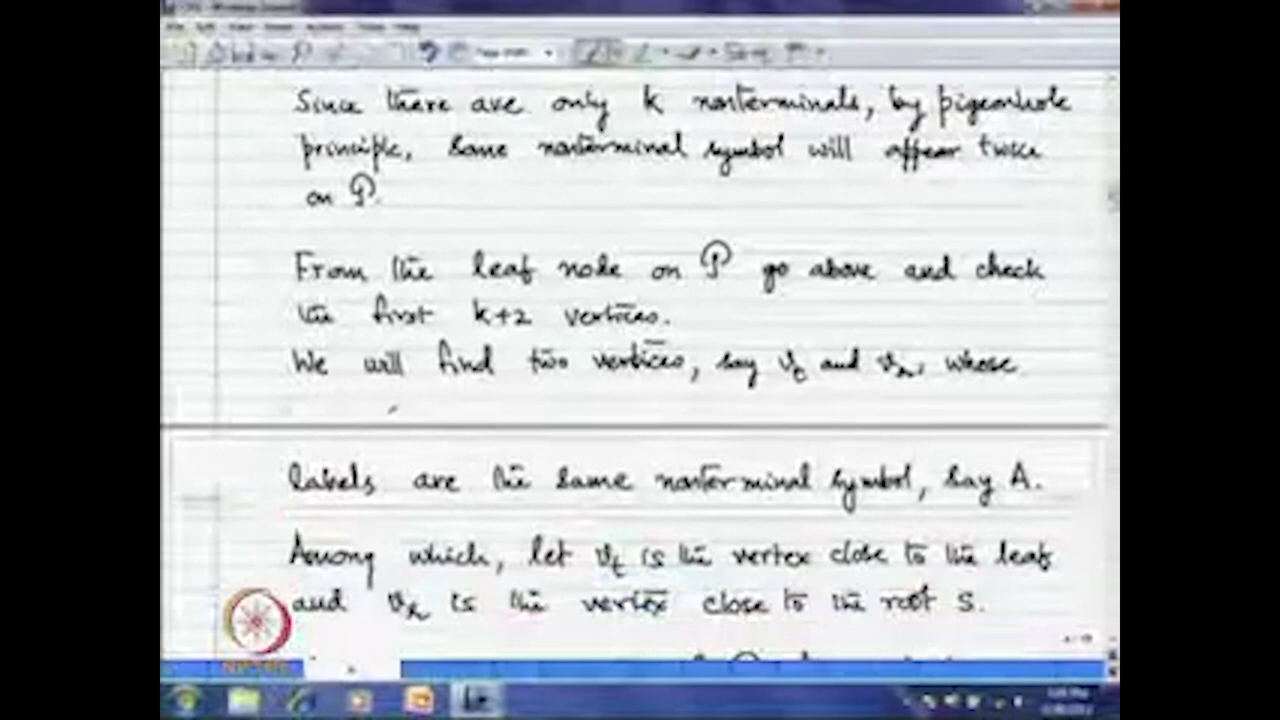 Since there are only k nonterminals, by pigeonhole
principle, some nonterminal symbol will appear twice
on P.
From the leaf node on P go above and check
the first k+2 vertices.
We will find two vertices, say v_t and v_r, whose
labels are the same nonterminal symbol, say A.
Among which, let v_t is the vertex close to the leaf
and v_r is the vertex close to the root S.